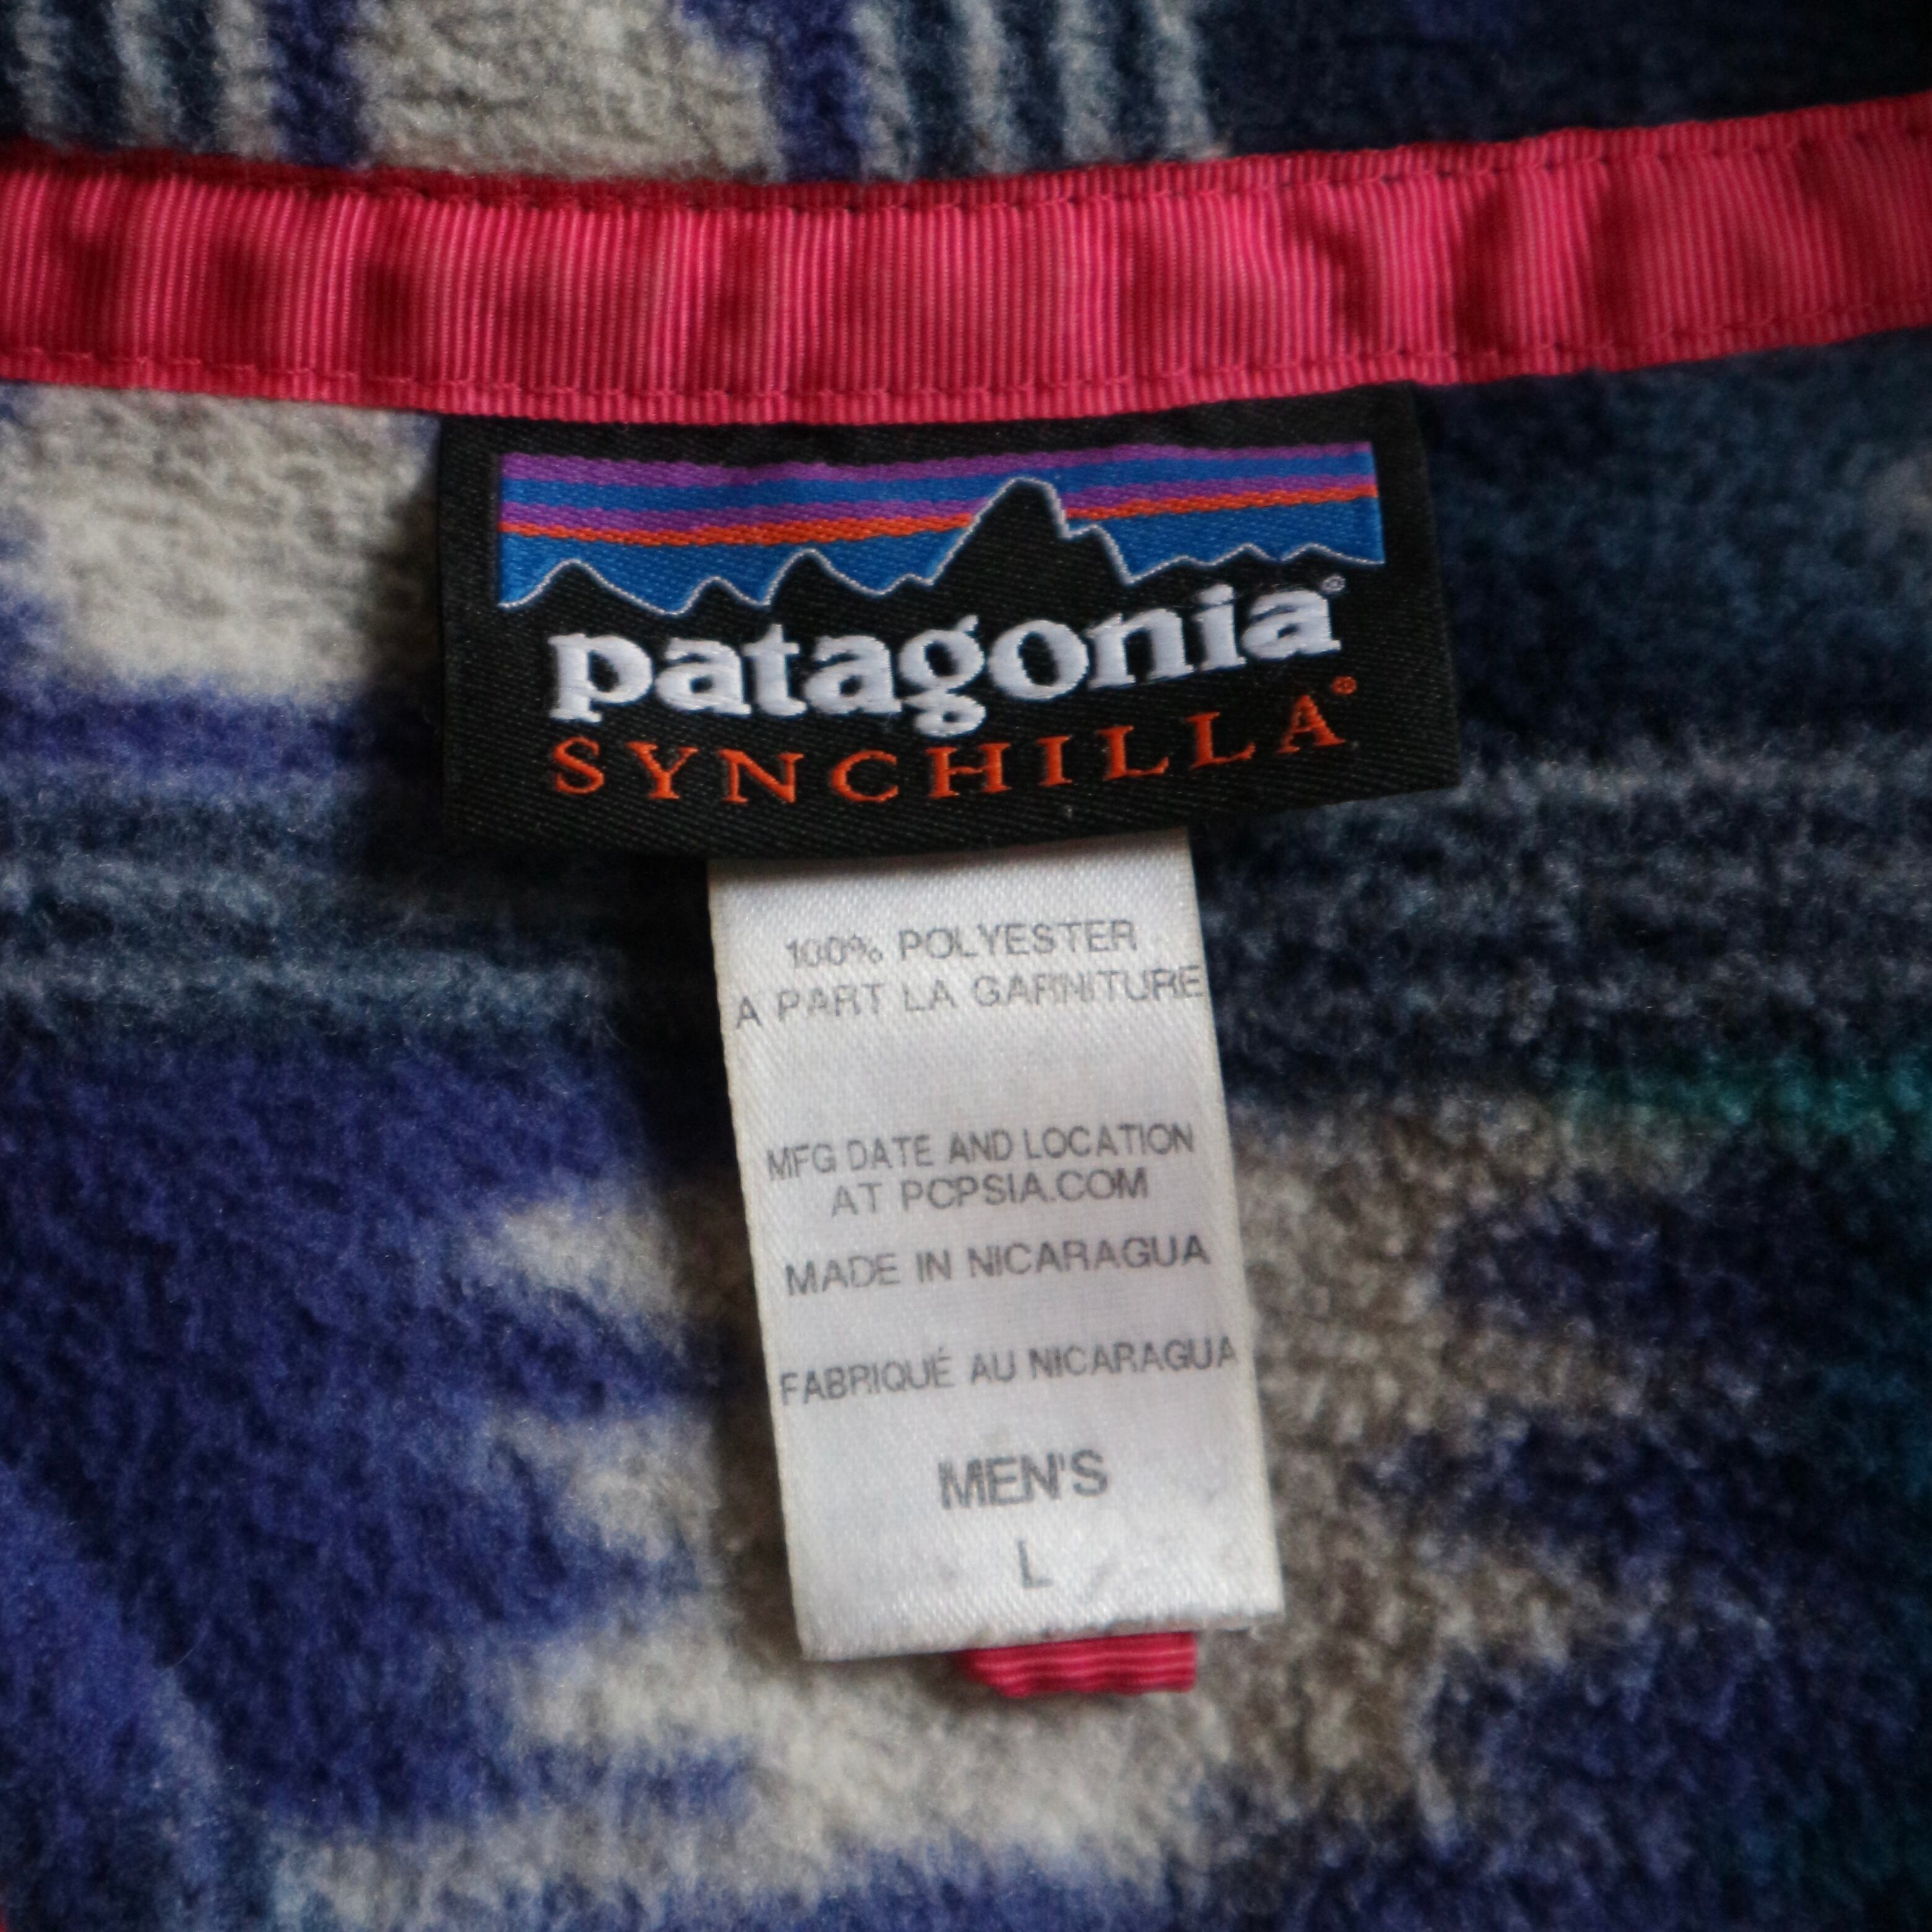 patagonia®
SYNCHILLA®
100% POLYESTER
A PART LA GARNITURE
MFG DATE AND LOCATION
AT PCPSIA.COM
MADE IN NICARAGUA
FABRIQUÉ AU NICARAGUA
MEN'S
L